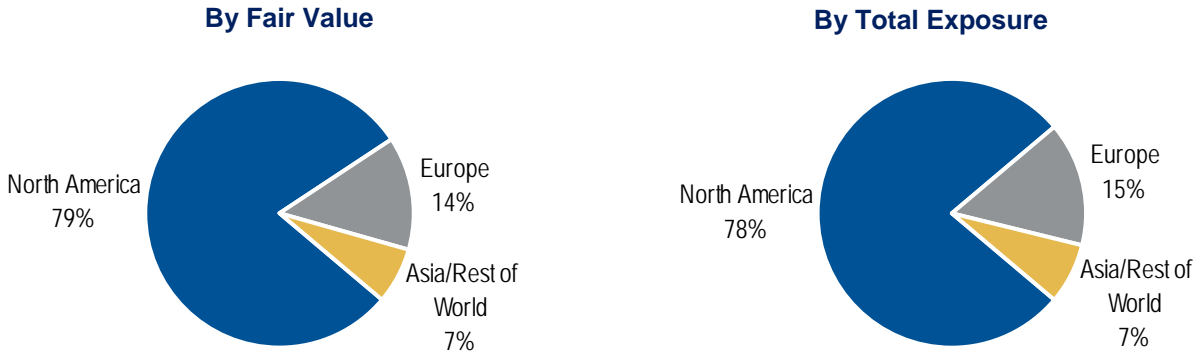 By Fair Value
North America
79%
Europe
14%
Asia/Rest of
World
7%
By Total Exposure
North America
78%
Europe
15%
Asia/Rest of
World
7%